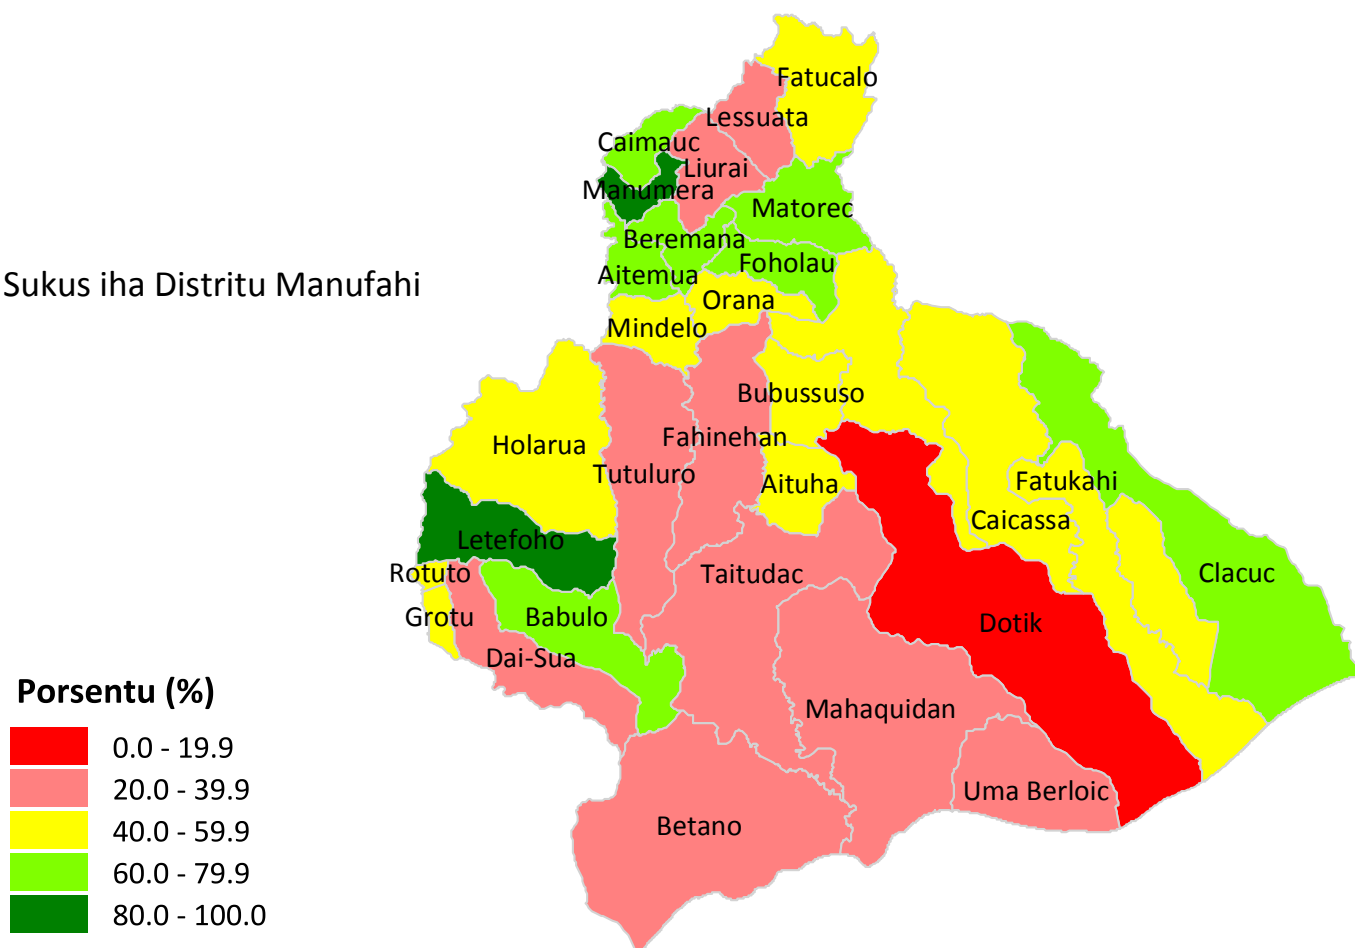 Fatucalo
Lessuata
Caimauc
Liurai
Manumera
Matorec
Beremana
Foholau
Aitemua
Sukus iha Distritu Manufahi
Orana
Mindelo
Bubussuso
Fahinehan
Holarua
Tutuluro
Aituha
Fatukahi
Caicassa
Letefoho
Rotuto
Taitudac
Clacuc
Grotu
Babulo
Dotik
Dai-Sua
Mahaquidan
Uma Berloic
Betano
Porsentu (%)
0.0 - 19.9
20.0 - 39.9
40.0 - 59.9
60.0 - 79.9
80.0 - 100.0